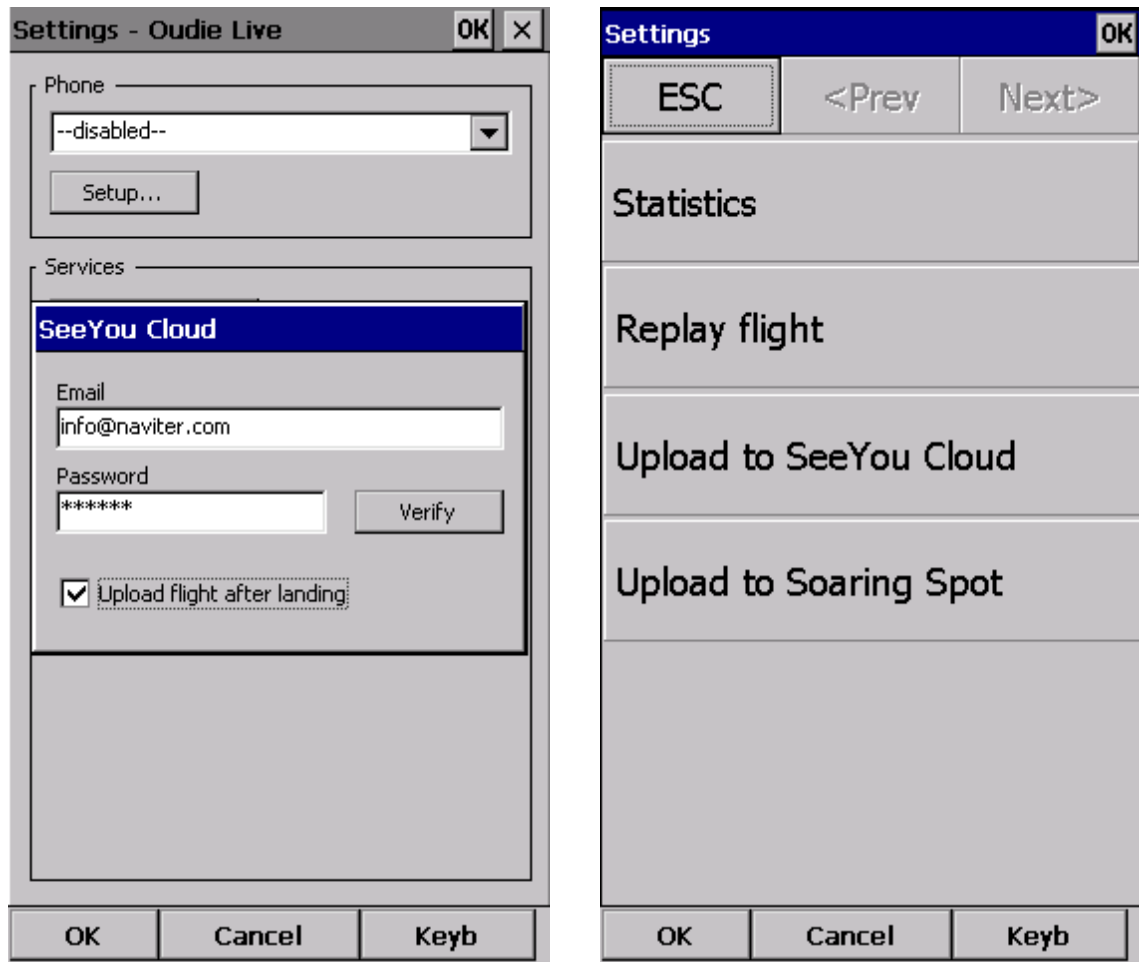 Settings - Oudie Live OK ×
Phone
--disabled--
Setup...
Services
SeeYou Cloud
Email
info@naviter.com
Password
****** Verify
Upload flight after landing
OK Cancel Keyb
Settings OK
ESC <Prev Next>
Statistics
Replay flight
Upload to SeeYou Cloud
Upload to Soaring Spot
OK Cancel Keyb